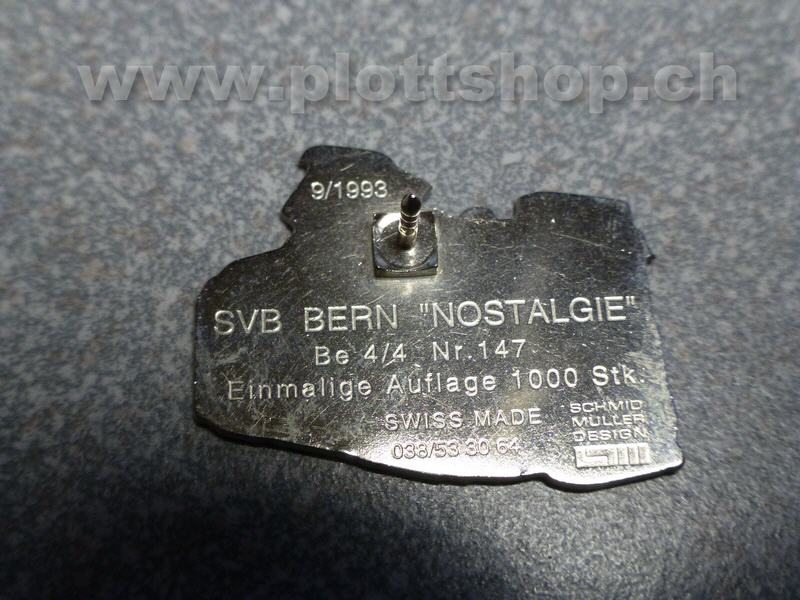 www.plottshop.ch
9/1993
SVB BERN "NOSTALGIE"
Be 4/4 Nr. 147
Einmalige Auflage 1000 Stk.
SWISS MADE
038/53 30 64
SCHMID
MULLER
DESIGN